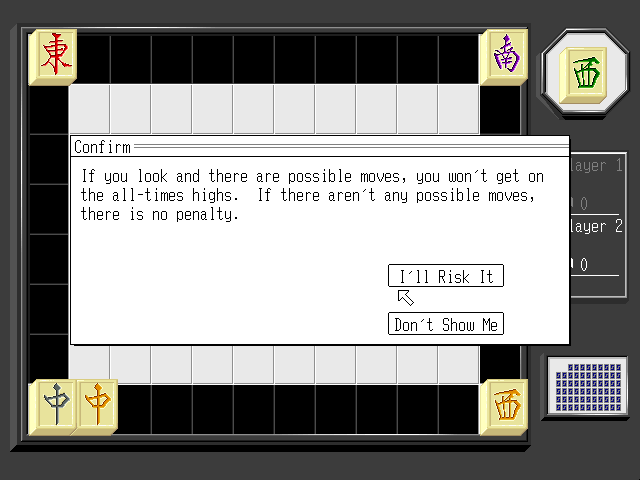 東
南
西
Confirm
If you look and there are possible moves, you won´t get on
the all-times highs.  If there aren´t any possible moves,
there is no penalty.
layer 1
0
layer 2
0
I´ll Risk It
Don´t Show Me
中 中
西